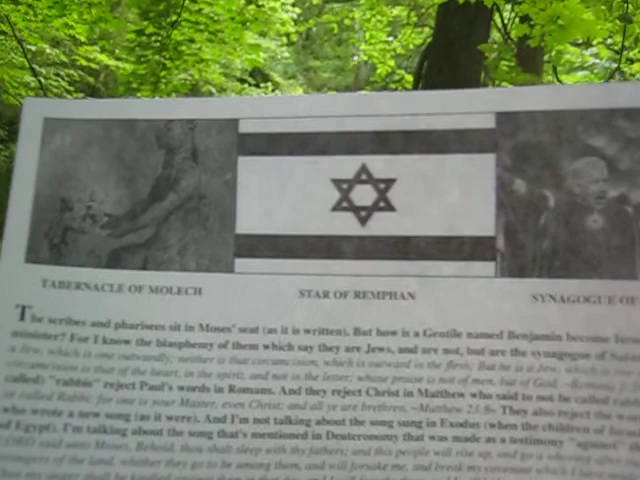 TABERNACLE OF MOLECH STAR OF REMPHAN SYNAGOGUE OF
The scribes and pharisees sit in Moses' seat (as it is written). But how is a Gentile named Benjamin become
minister? For I know the blasphemy of them which say they are Jews, and are not, but are the synagogue of
a Jew, which is one outwardly; neither is that circumcision, which is outward in the flesh: But he is a Jew, which is
circumcision is that of the heart, in the spirit, and not in the letter; whose praise is not of men, but of God.
called) "rabbis" reject Paul's words in Romans. And they reject Christ in Matthew who said to not be called rabbi
called Rabbi: for one is your Master, even Christ; and all ye are brethren. ~Matthew 23:8~ They also reject the
who wrote a new song (as it were). And I'm not talking about the song sung in Exodus (when the children of
of Egypt). I'm talking about the song that's mentioned in Deuteronomy that was made as a testimony "against"
LORD said unto Moses, Behold, thou shalt sleep with thy fathers; and this people will rise up, and go a
of the land, whither they go to be among them, and will forsake me, and break my covenant which I have